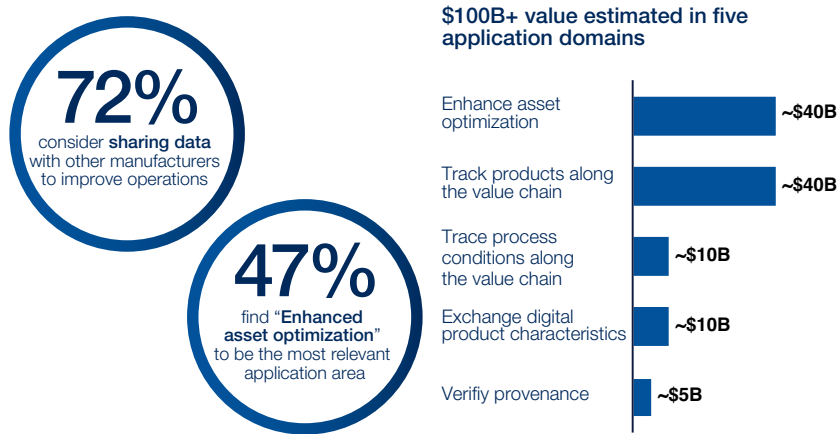 72%
consider sharing data
with other manufacturers
to improve operations
47%
find “Enhanced
asset optimization”
to be the most relevant
application area
$100B+ value estimated in five
application domains
Enhance asset
optimization
~$40B
Track products along
the value chain
~$40B
Trace process
conditions along
the value chain
~$10B
Exchange digital
product characteristics
~$10B
Verifiy provenance
~$5B